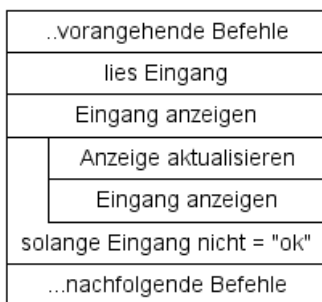 ..vorangehende Befehle
lies Eingang
Eingang anzeigen
Anzeige aktualisieren
Eingang anzeigen
solange Eingang nicht = "ok"
...nachfolgende Befehle